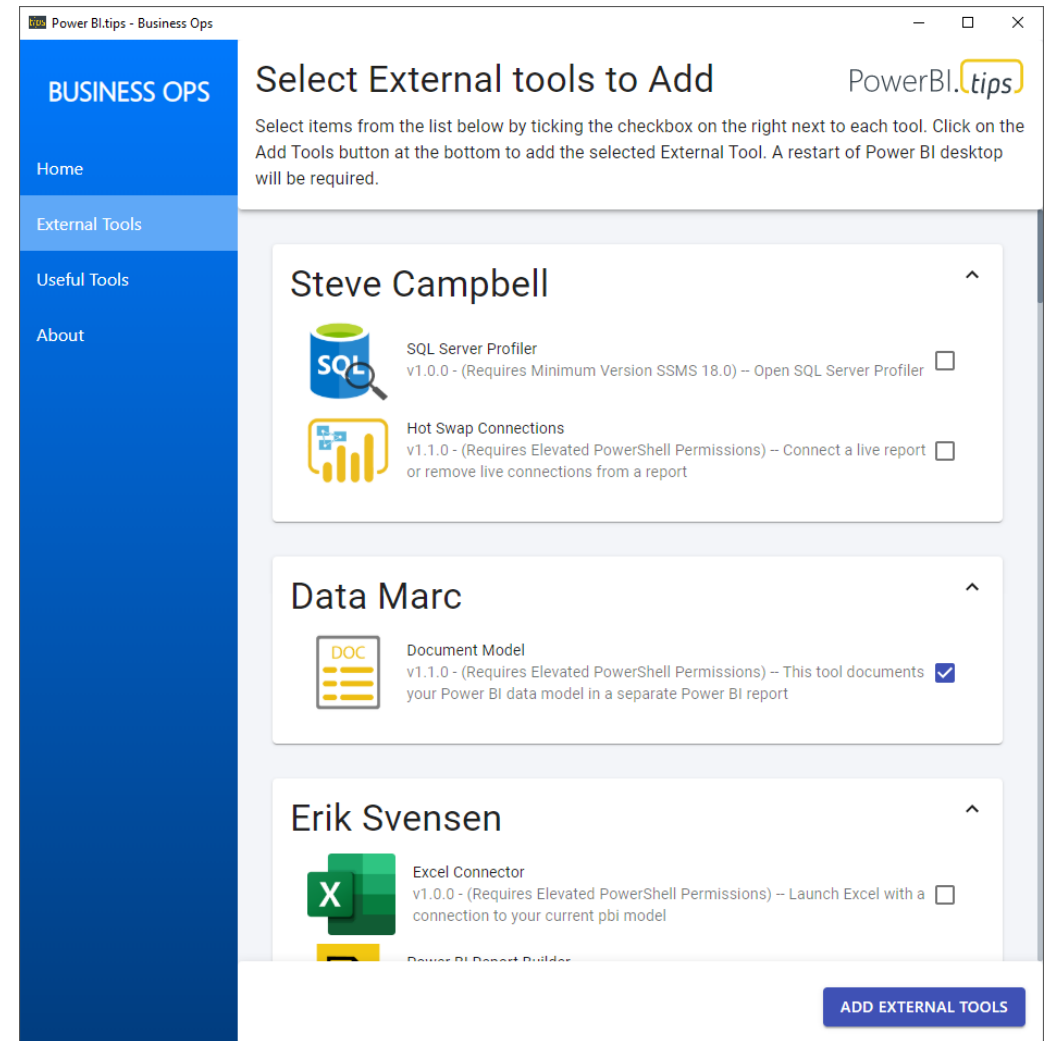 tips Power BI.tips - Business Ops
BUSINESS OPS
Home
External Tools
Useful Tools
About
Select External tools to Add
PowerBI.tips
Select items from the list below by ticking the checkbox on the right next to each tool. Click on the
Add Tools button at the bottom to add the selected External Tool. A restart of Power BI desktop
will be required.
Steve Campbell
SQL
SQL Server Profiler
v1.0.0 - (Requires Minimum Version SSMS 18.0) -- Open SQL Server Profiler
Hot Swap Connections
v1.1.0 - (Requires Elevated PowerShell Permissions) -- Connect a live report
or remove live connections from a report
Data Marc
DOC
Document Model
v1.1.0 - (Requires Elevated PowerShell Permissions) -- This tool documents
your Power BI data model in a separate Power BI report
Erik Svensen
X
Excel Connector
v1.0.0 - (Requires Elevated PowerShell Permissions) -- Launch Excel with a
connection to your current pbi model
Power BI Report Builder
ADD EXTERNAL TOOLS